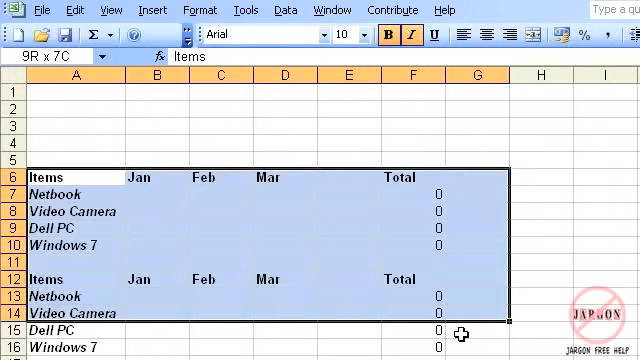 File Edit View Insert Format Tools Data Window Contribute Help Type a que
Σ Arial 10 B I U , .0
9R x 7C fx Items
A B C D E F G H I
1
2
3
4
5
6 Items Jan Feb Mar Total
7 Netbook 0
8 Video Camera 0
9 Dell PC 0
10 Windows 7 0
11
12 Items Jan Feb Mar Total
13 Netbook 0
14 Video Camera 0
15 Dell PC 0
16 Windows 7 0
JARGON
JARGON FREE HELP